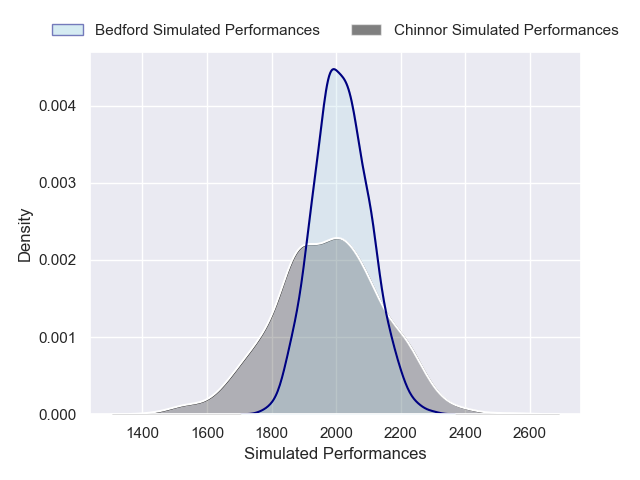 Bedford Simulated Performances Chinnor Simulated Performances
0.004
0.003
0.002
0.001
0.000
Density
1400 1600 1800 2000 2200 2400 2600
Simulated Performances